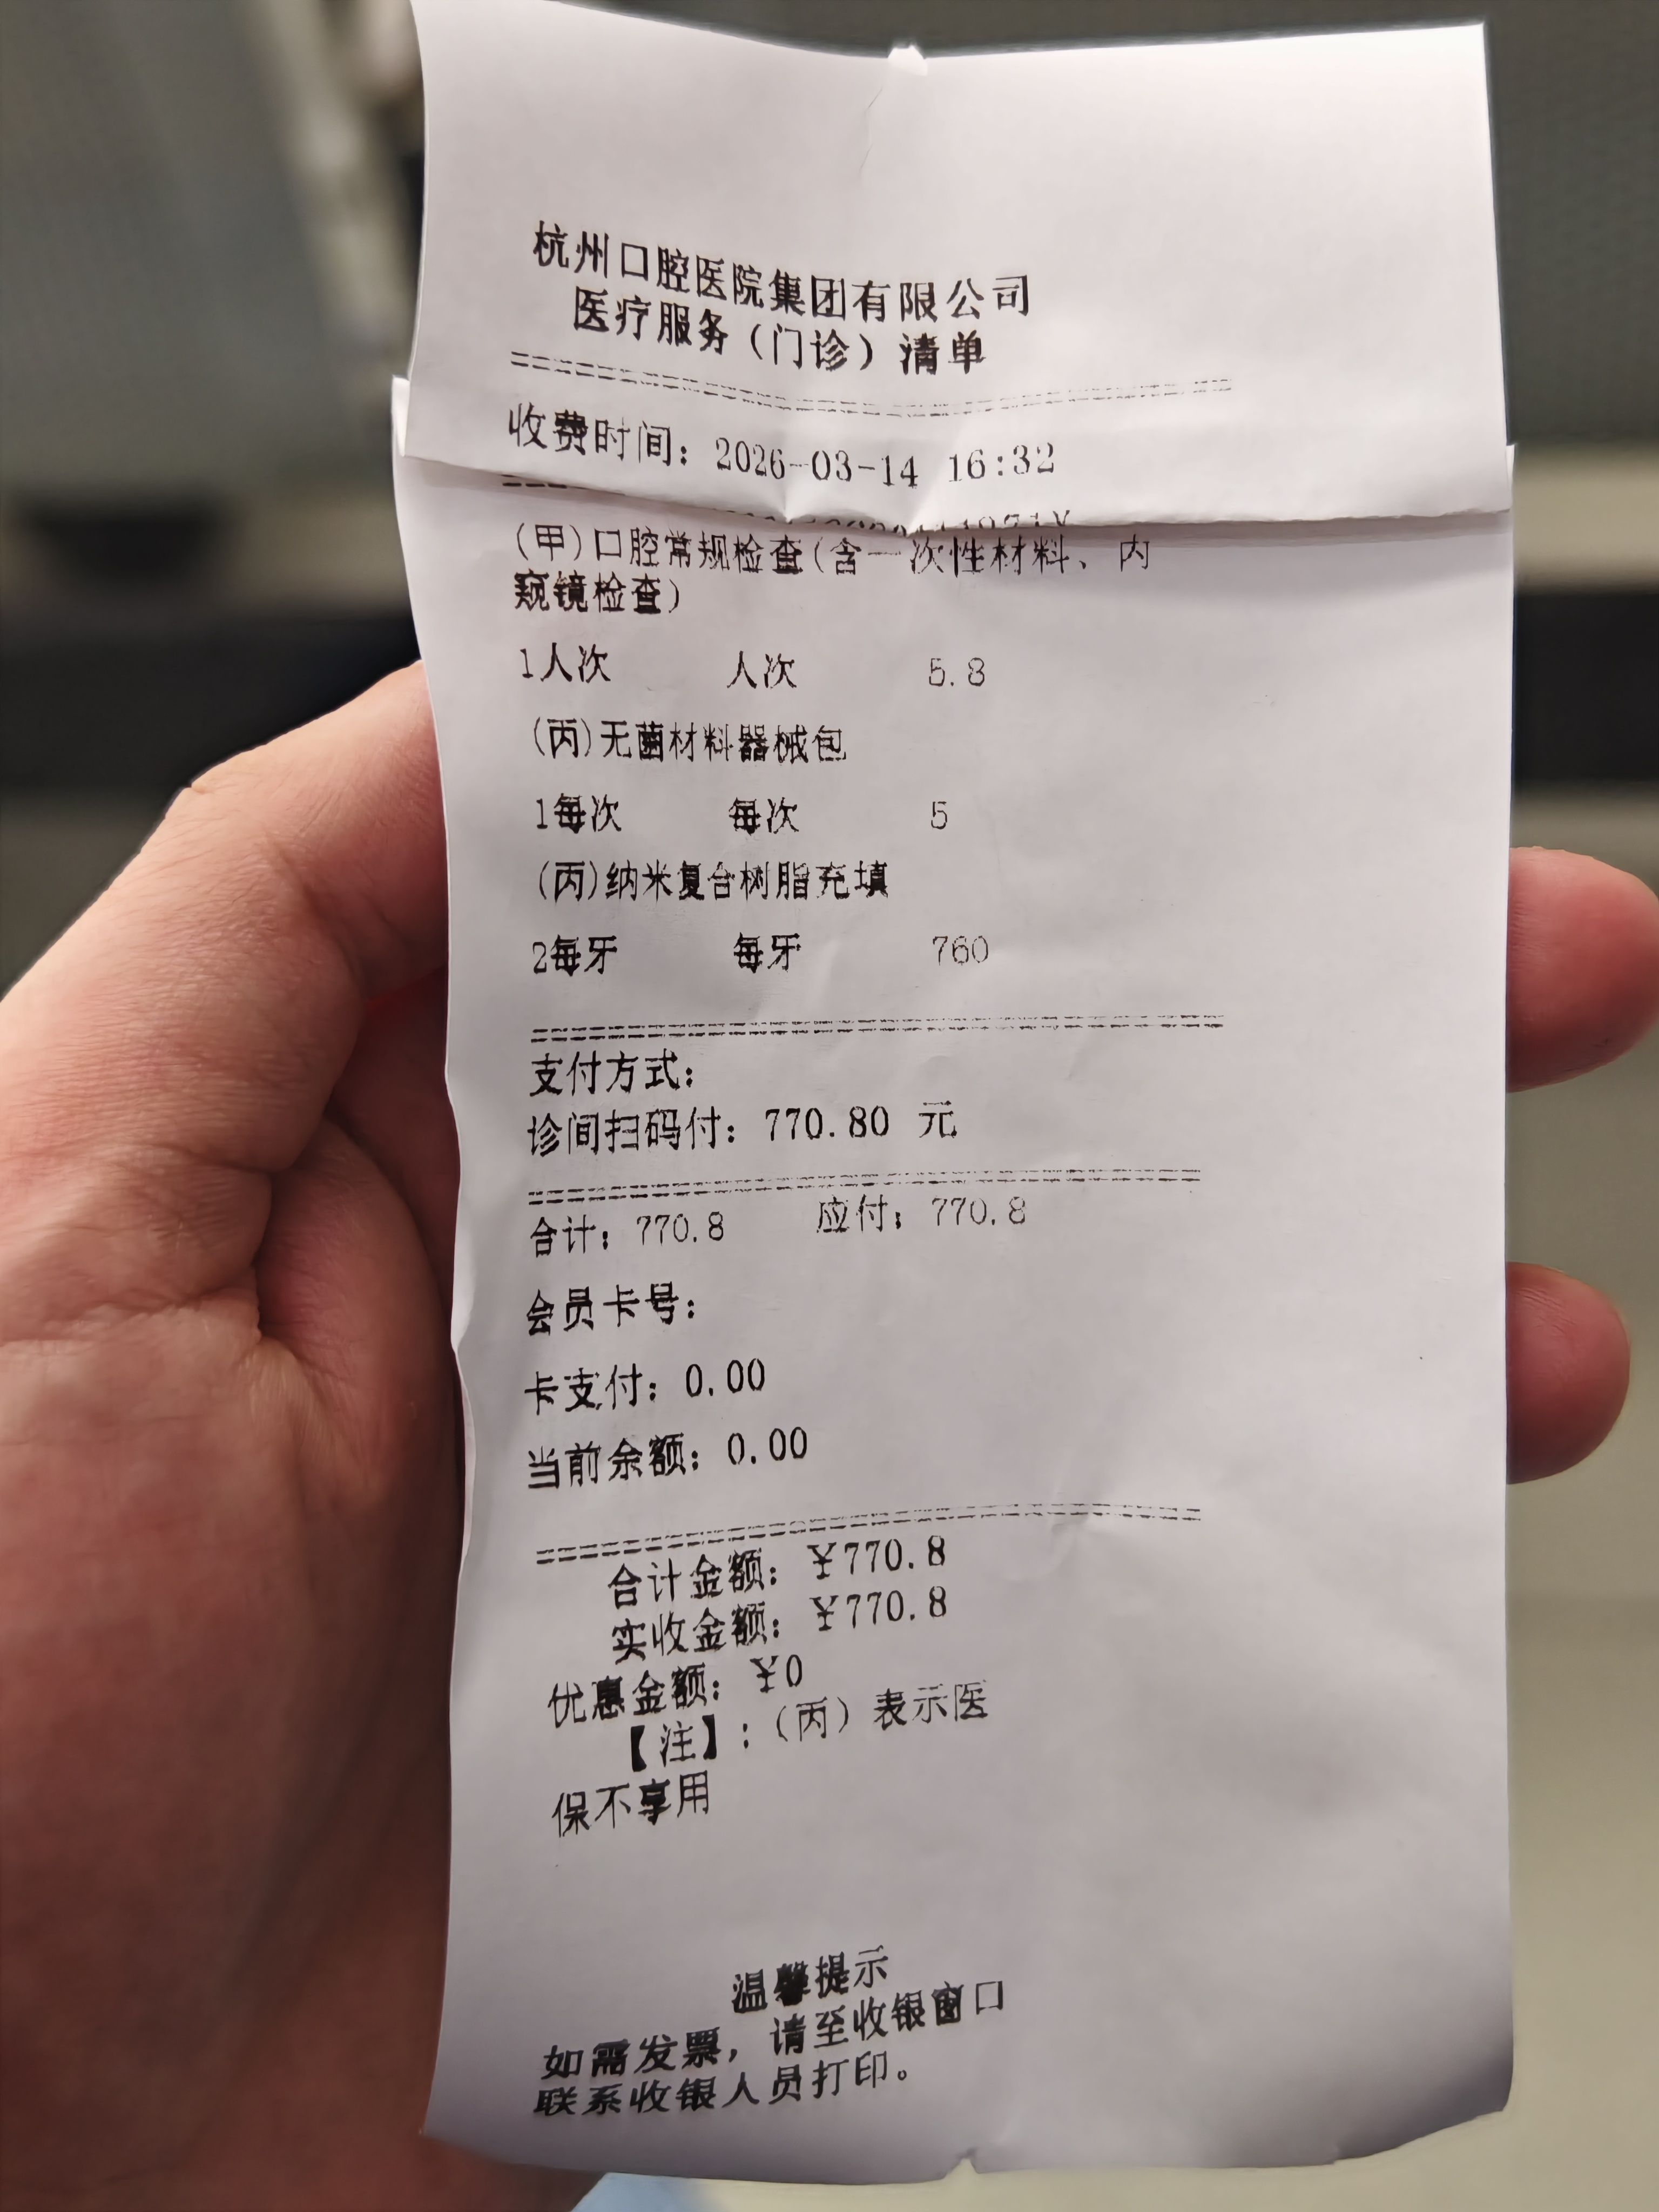 杭州口腔医院集团有限公司
医疗服务（门诊）清单
收费时间：2026-03-14 16:32
(甲)口腔常规检查(含一次性材料、内
窥镜检查)
1人次 人次 5.8
(丙)无菌材料器械包
1每次 每次 5
(丙)纳米复合树脂充填
2每牙 每牙 760
支付方式：
诊间扫码付：770.80 元
合计：770.8 应付：770.8
会员卡号：
卡支付：0.00
当前余额：0.00
合计金额：￥770.8
实收金额：￥770.8
优惠金额：￥0
【注】：（丙）表示医
保不享用
温馨提示
如需发票，请至收银窗口
联系收银人员打印。